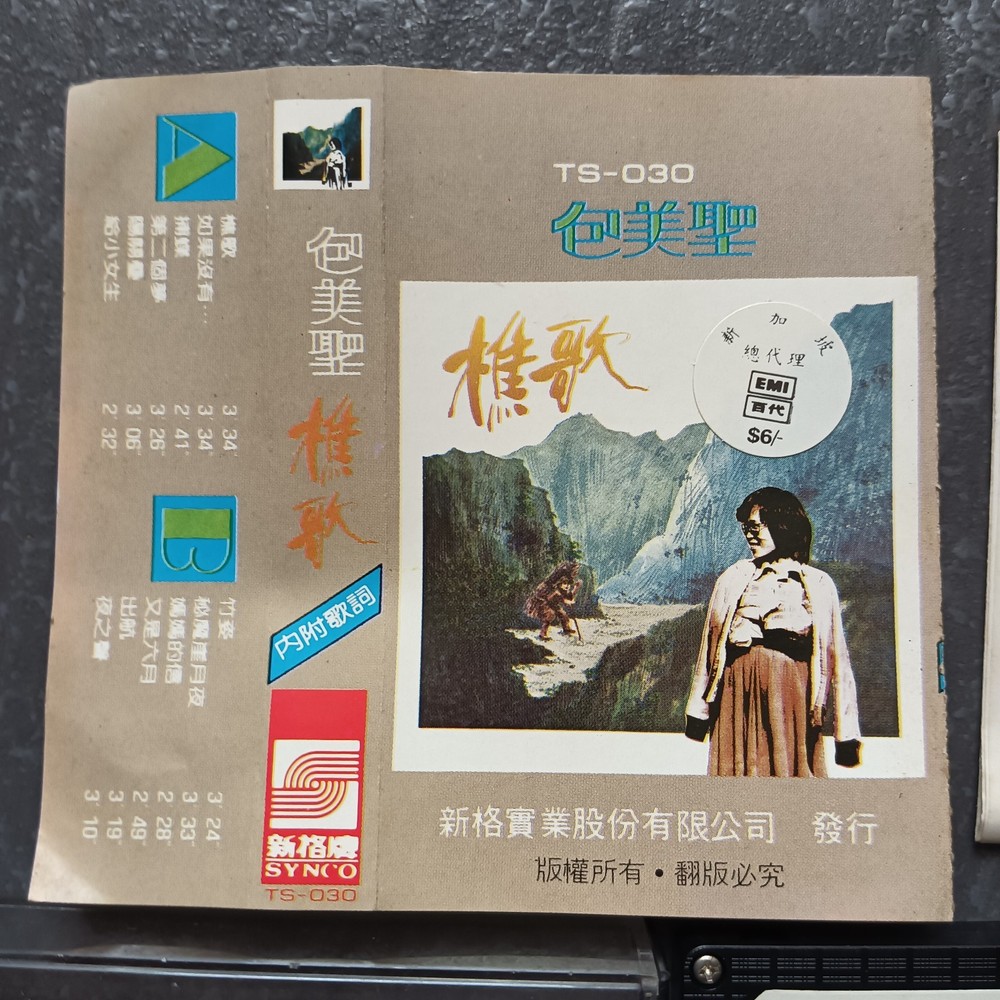 TS-030
包美聖
樵歌
新加坡
總代理
EMI
百代
$6/-
新格實業股份有限公司 發行
版權所有・翻版必究
包美聖 樵歌
內附歌詞
新格牌
SYNCO
TS-030
A
樵歌 3'34"
如果沒有… 3'34"
捕蝶 2'41"
第二個夢 3'26"
3'06"
給小女生 2'32"
B
竹姿 3'24"
秘魔崖月夜 3'33"
媽媽的信 2'28"
又是六月 2'49"
出航 3'19"
夜之聲 3'10"